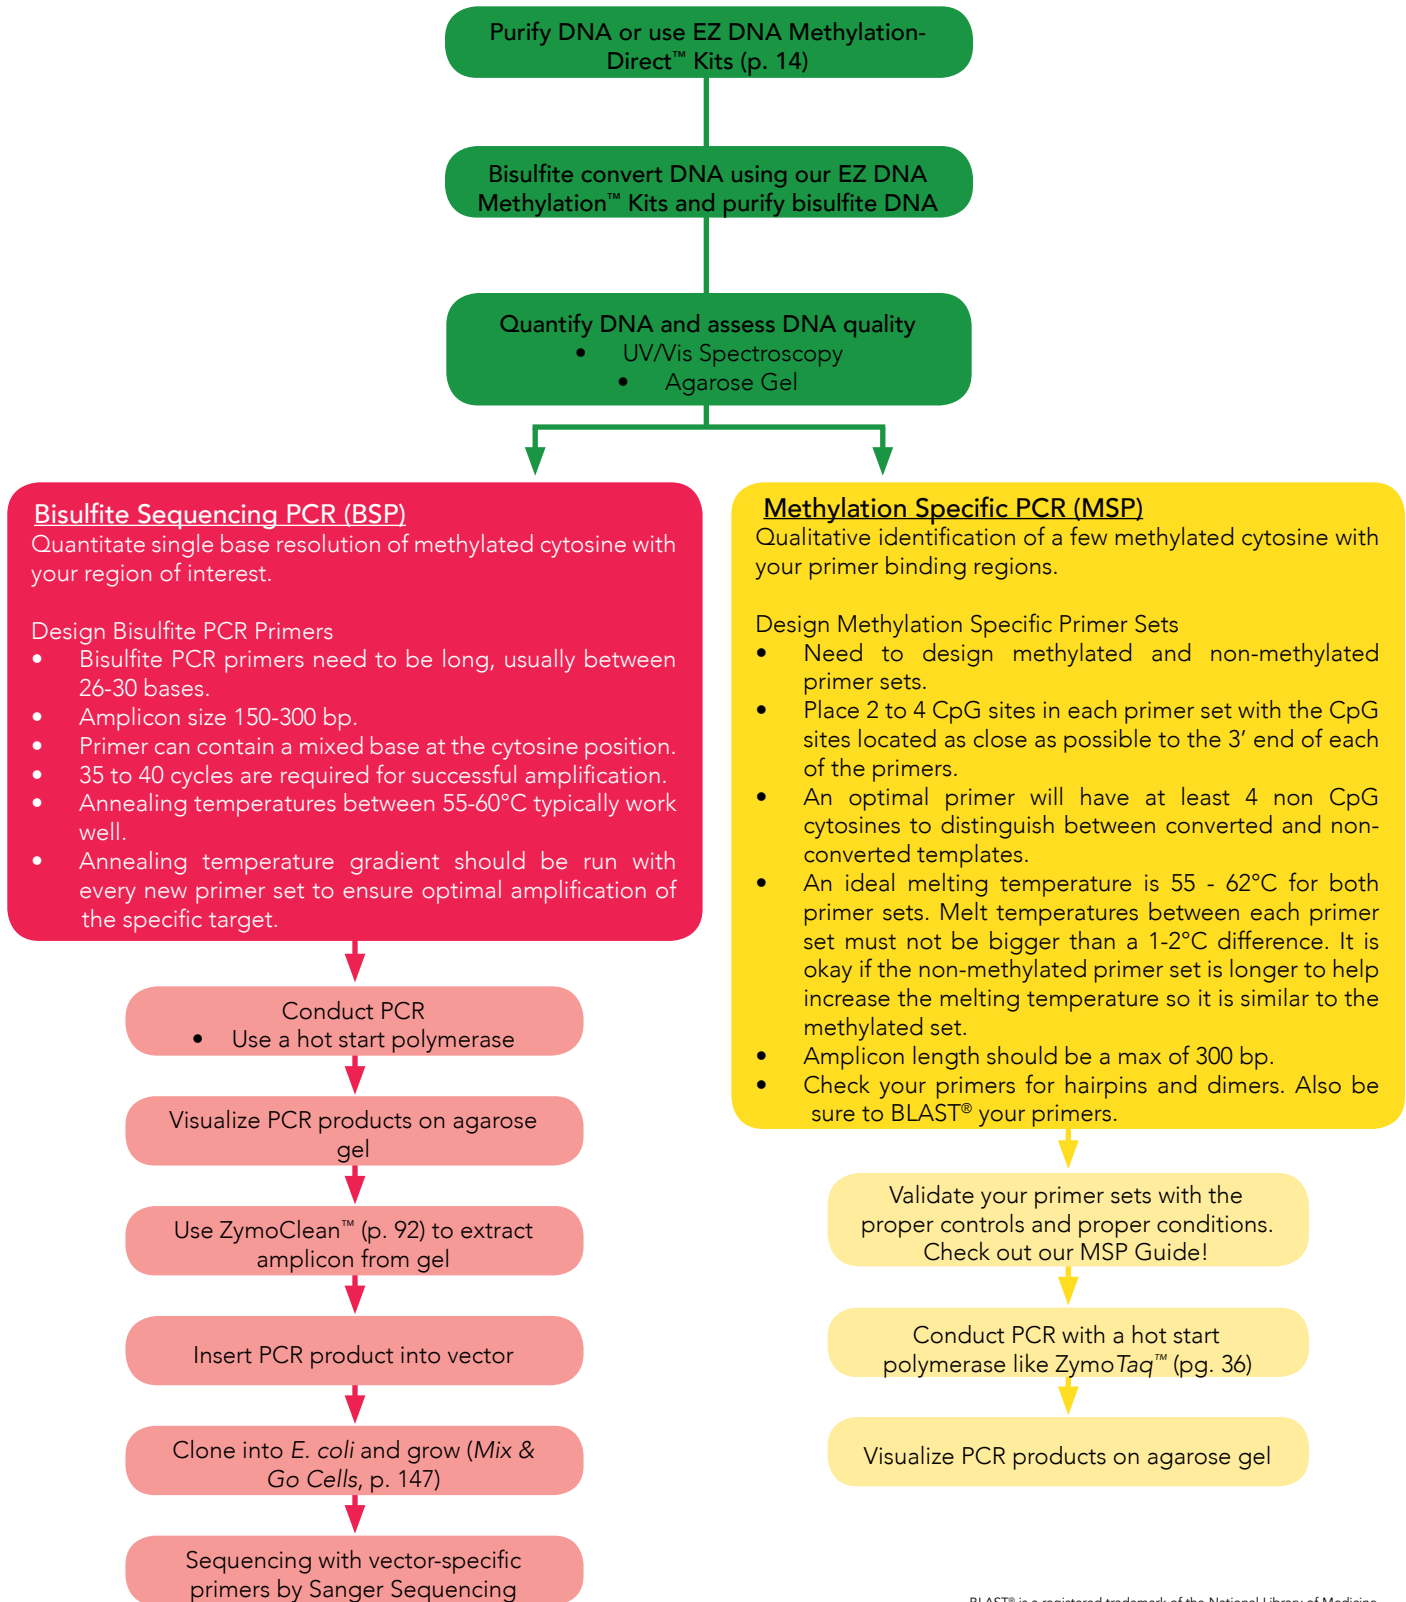 Purify DNA or use EZ DNA Methylation-
Direct™ Kits (p. 14)
Bisulfite convert DNA using our EZ DNA
Methylation™ Kits and purify bisulfite DNA
Quantify DNA and assess DNA quality
• UV/Vis Spectroscopy
• Agarose Gel
Bisulfite Sequencing PCR (BSP)
Quantitate single base resolution of methylated cytosine with
your region of interest.
Design Bisulfite PCR Primers
• Bisulfite PCR primers need to be long, usually between
26-30 bases.
• Amplicon size 150-300 bp.
• Primer can contain a mixed base at the cytosine position.
• 35 to 40 cycles are required for successful amplification.
• Annealing temperatures between 55-60°C typically work
well.
• Annealing temperature gradient should be run with
every new primer set to ensure optimal amplification of
the specific target.
Conduct PCR
• Use a hot start polymerase
Visualize PCR products on agarose
gel
Use ZymoClean™ (p. 92) to extract
amplicon from gel
Insert PCR product into vector
Clone into E. coli and grow (Mix &
Go Cells, p. 147)
Sequencing with vector-specific
primers by Sanger Sequencing
Methylation Specific PCR (MSP)
Qualitative identification of a few methylated cytosine with
your primer binding regions.
Design Methylation Specific Primer Sets
• Need to design methylated and non-methylated
primer sets.
• Place 2 to 4 CpG sites in each primer set with the CpG
sites located as close as possible to the 3’ end of each
of the primers.
• An optimal primer will have at least 4 non CpG
cytosines to distinguish between converted and non-
converted templates.
• An ideal melting temperature is 55 - 62°C for both
primer sets. Melt temperatures between each primer
set must not be bigger than a 1-2°C difference. It is
okay if the non-methylated primer set is longer to help
increase the melting temperature so it is similar to the
methylated set.
• Amplicon length should be a max of 300 bp.
• Check your primers for hairpins and dimers. Also be
sure to BLAST® your primers.
Validate your primer sets with the
proper controls and proper conditions.
Check out our MSP Guide!
Conduct PCR with a hot start
polymerase like ZymoTaq™ (pg. 36)
Visualize PCR products on agarose gel
BLAST® is a registered trademark of the National Library of Medicine